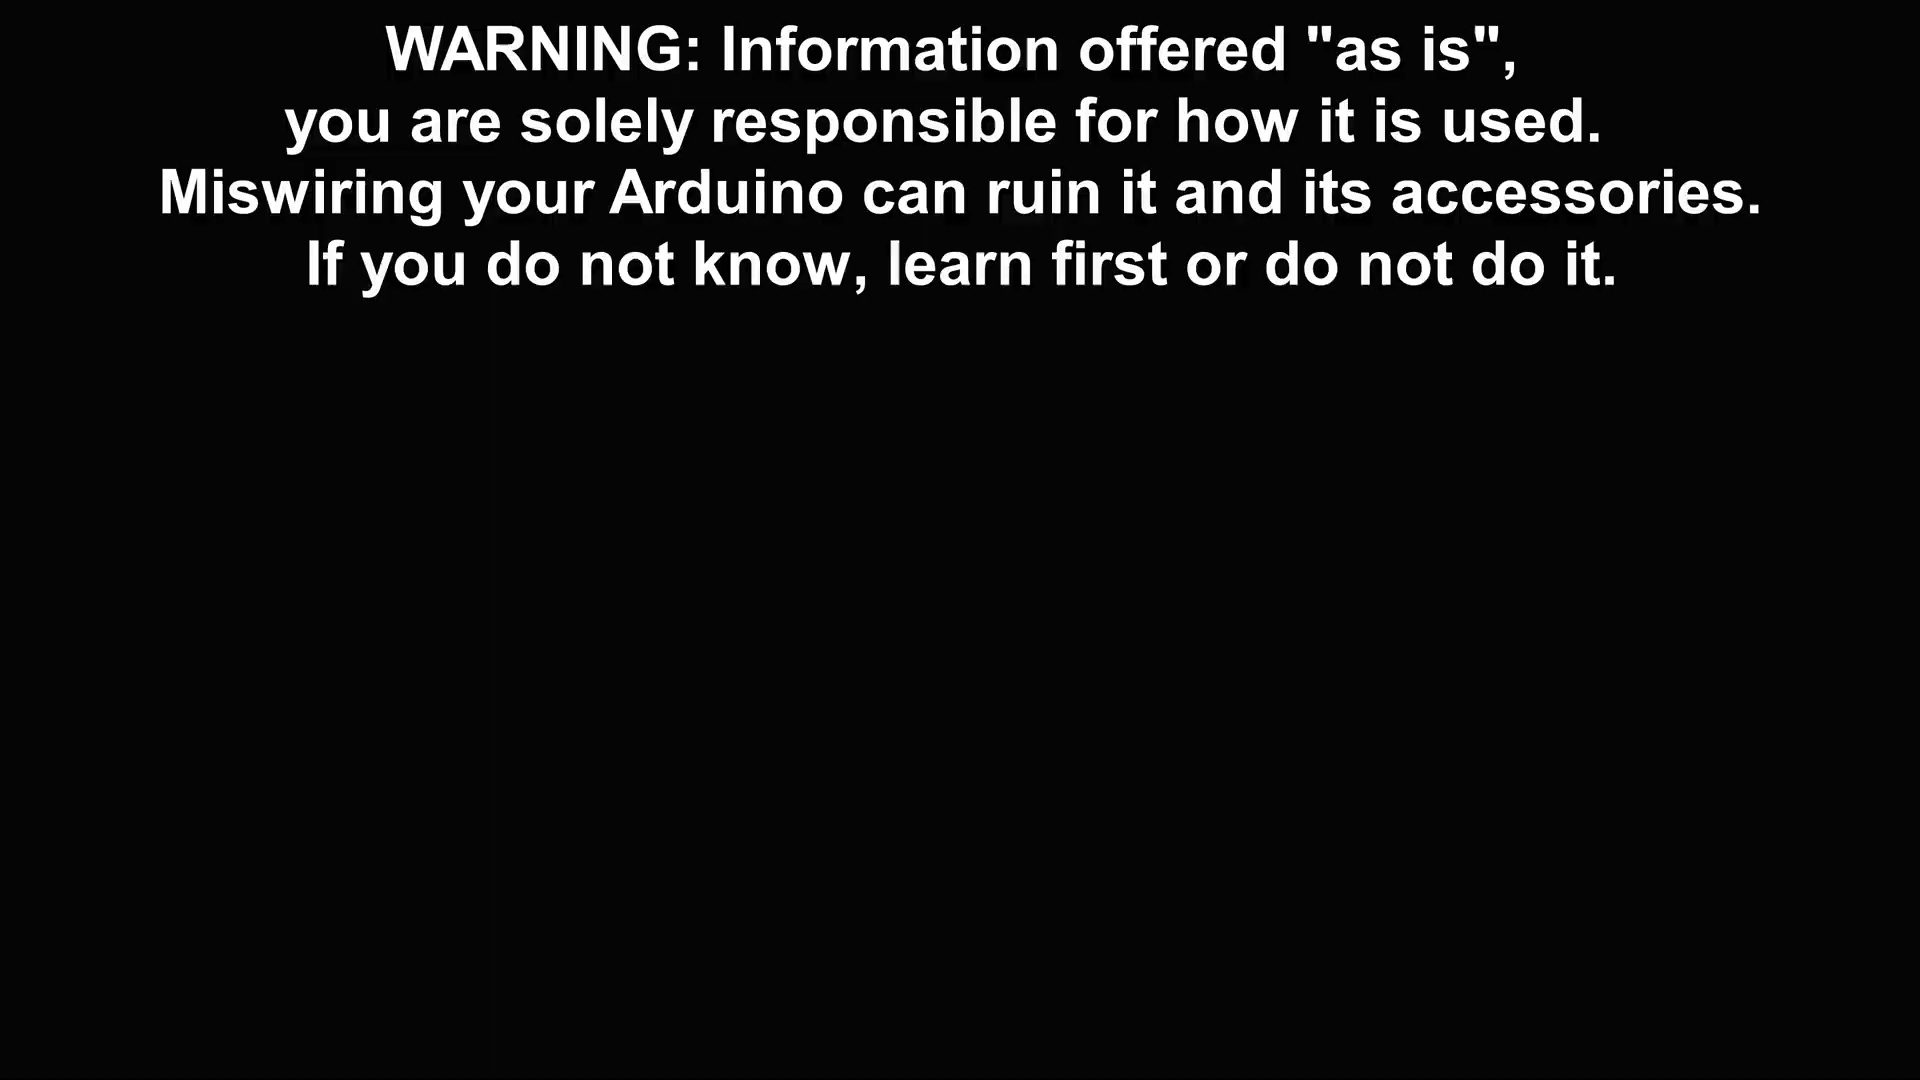 WARNING: Information offered "as is",
you are solely responsible for how it is used.
Miswiring your Arduino can ruin it and its accessories.
If you do not know, learn first or do not do it.